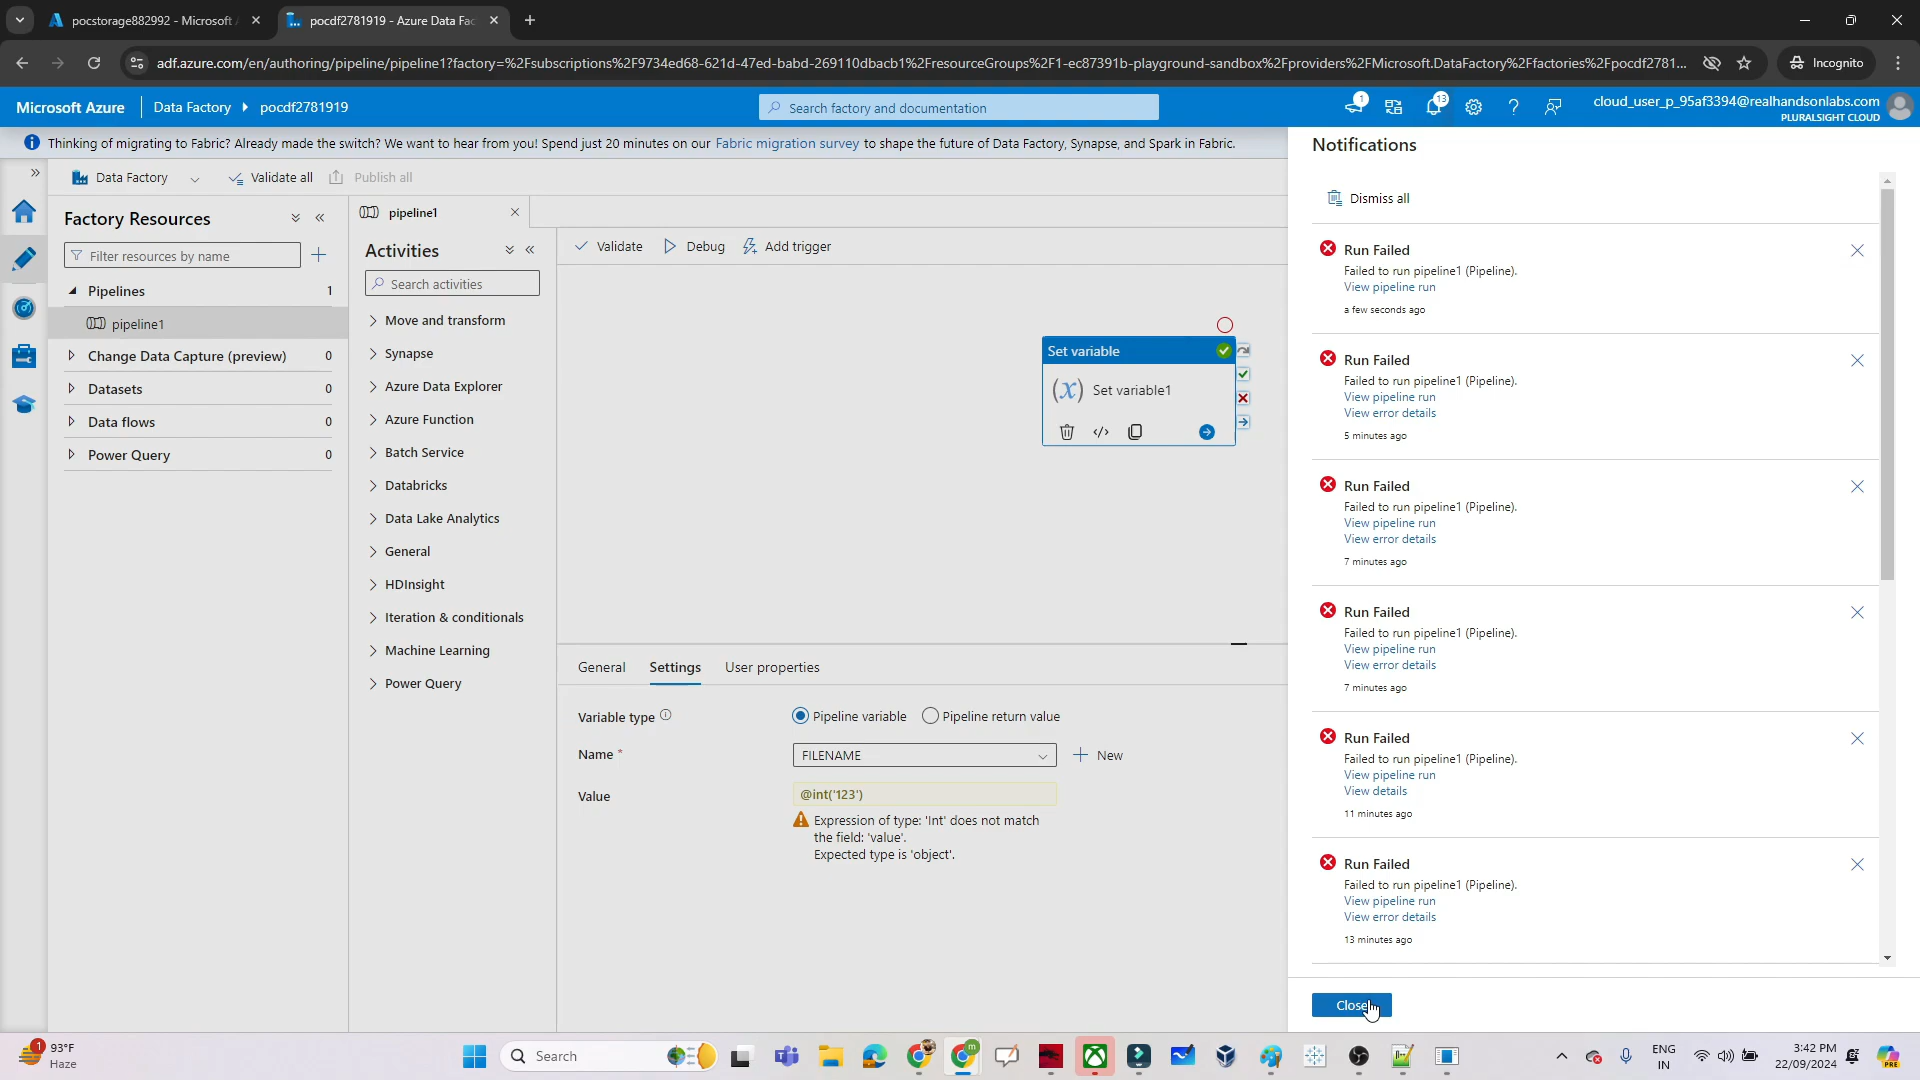 pocstorage882992 - Microsoft A
pocdf2781919 - Azure Data Fac
adf.azure.com/en/authoring/pipeline/pipeline1?factory=%2Fsubscriptions%2F9734ed68-621d-47ed-babd-269110dbacb1%2FresourceGroups%2F1-ec87391b-playground-sandbox%2Fproviders%2FMicrosoft.DataFactory%2Ffactories%2Fpocdf2781...
Incognito
Microsoft Azure
Data Factory
pocdf2781919
Search factory and documentation
1
13
cloud_user_p_95af3394@realhandsonlabs.com
PLURALSIGHT CLOUD
Thinking of migrating to Fabric? Already made the switch? We want to hear from you! Spend just 20 minutes on our Fabric migration survey to shape the future of Data Factory, Synapse, and Spark in Fabric.
Data Factory
Validate all
Publish all
Factory Resources
Filter resources by name
Pipelines 1
pipeline1
Change Data Capture (preview) 0
Datasets 0
Data flows 0
Power Query 0
pipeline1
Activities
Search activities
Move and transform
Synapse
Azure Data Explorer
Azure Function
Batch Service
Databricks
Data Lake Analytics
General
HDInsight
Iteration & conditionals
Machine Learning
Power Query
Validate
Debug
Add trigger
Set variable
(x) Set variable1
General
Settings
User properties
Variable type
Pipeline variable
Pipeline return value
Name *
FILENAME
New
Value
@int('123')
Expression of type: 'Int' does not match
the field: 'value'.
Expected type is 'object'.
Notifications
Dismiss all
Run Failed
Failed to run pipeline1 (Pipeline).
View pipeline run
a few seconds ago
Run Failed
Failed to run pipeline1 (Pipeline).
View pipeline run
View error details
5 minutes ago
Run Failed
Failed to run pipeline1 (Pipeline).
View pipeline run
View error details
7 minutes ago
Run Failed
Failed to run pipeline1 (Pipeline).
View pipeline run
View error details
7 minutes ago
Run Failed
Failed to run pipeline1 (Pipeline).
View pipeline run
View details
11 minutes ago
Run Failed
Failed to run pipeline1 (Pipeline).
View pipeline run
View error details
13 minutes ago
Close
1
93°F
Haze
Search
m
ENG
IN
3:42 PM
22/09/2024
PRE